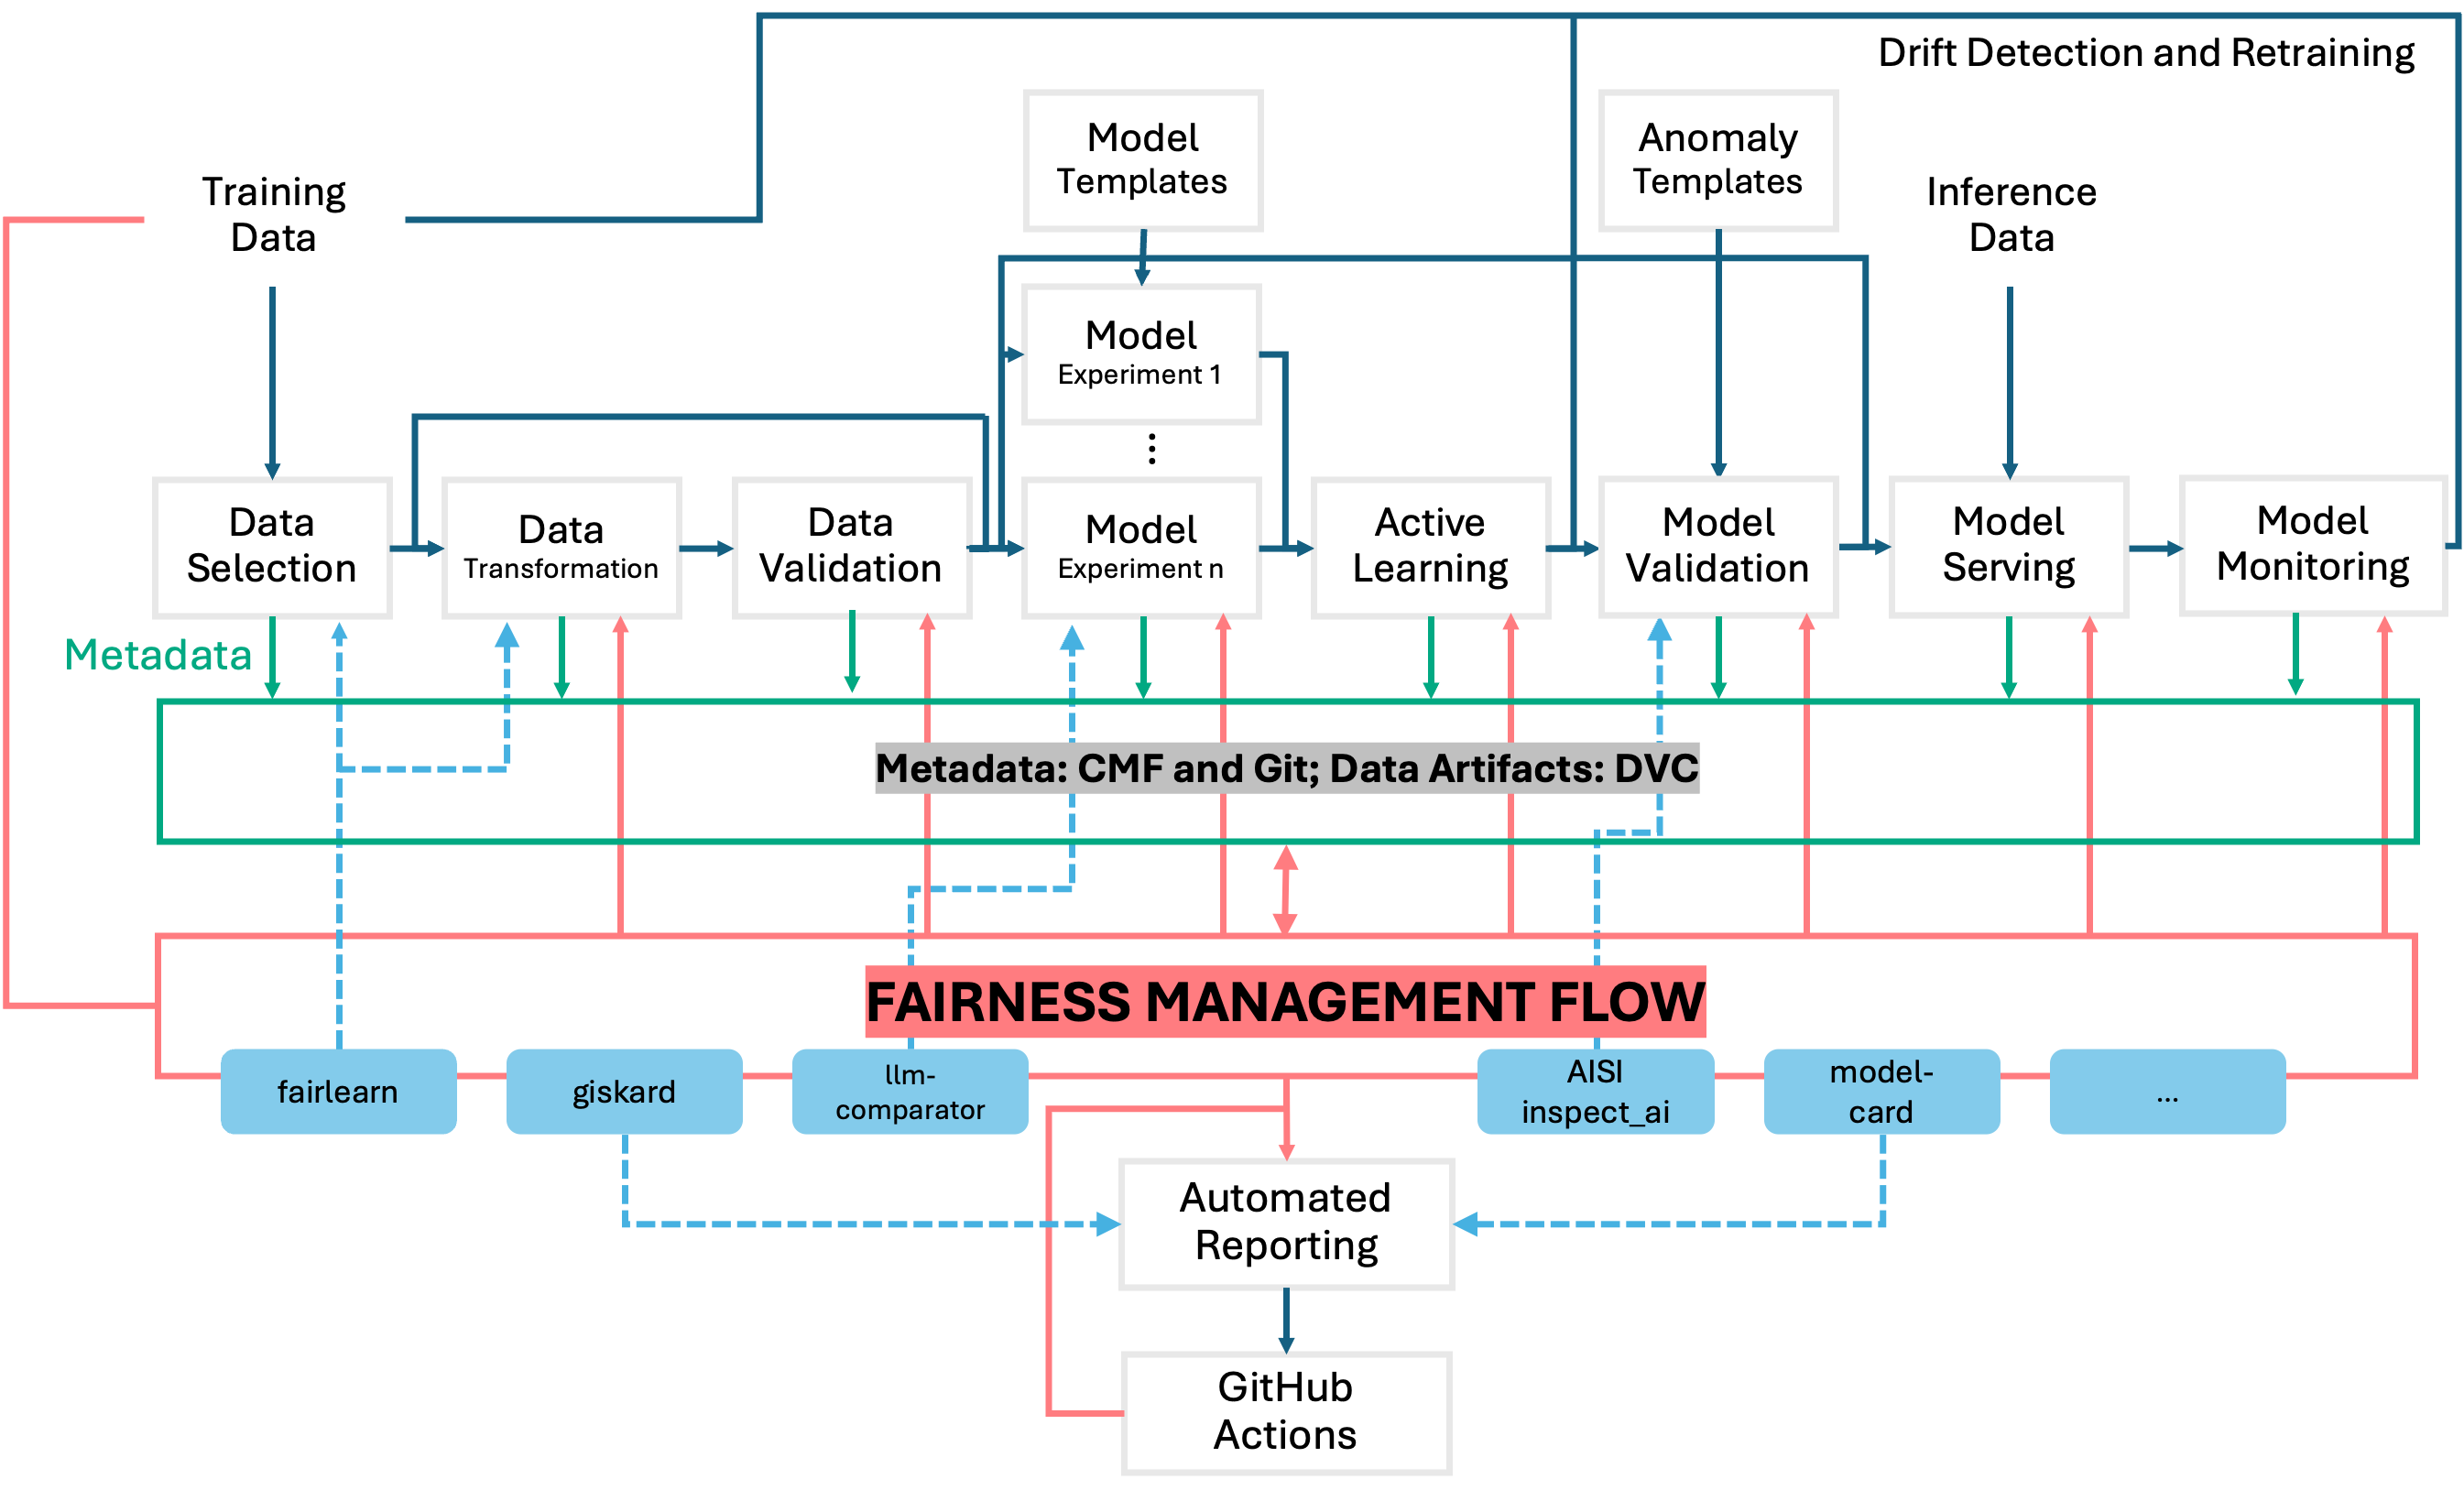 Drift Detection and Retraining
Model
Templates
Anomaly
Templates
Training
Data
Inference
Data
Model
Experiment 1
⋮
Data
Selection
Data
Transformation
Data
Validation
Model
Experiment n
Active
Learning
Model
Validation
Model
Serving
Model
Monitoring
Metadata
Metadata: CMF and Git; Data Artifacts: DVC
FAIRNESS MANAGEMENT FLOW
fairlearn
giskard
llm-
comparator
AISI
inspect_ai
model-
card
...
Automated
Reporting
GitHub
Actions